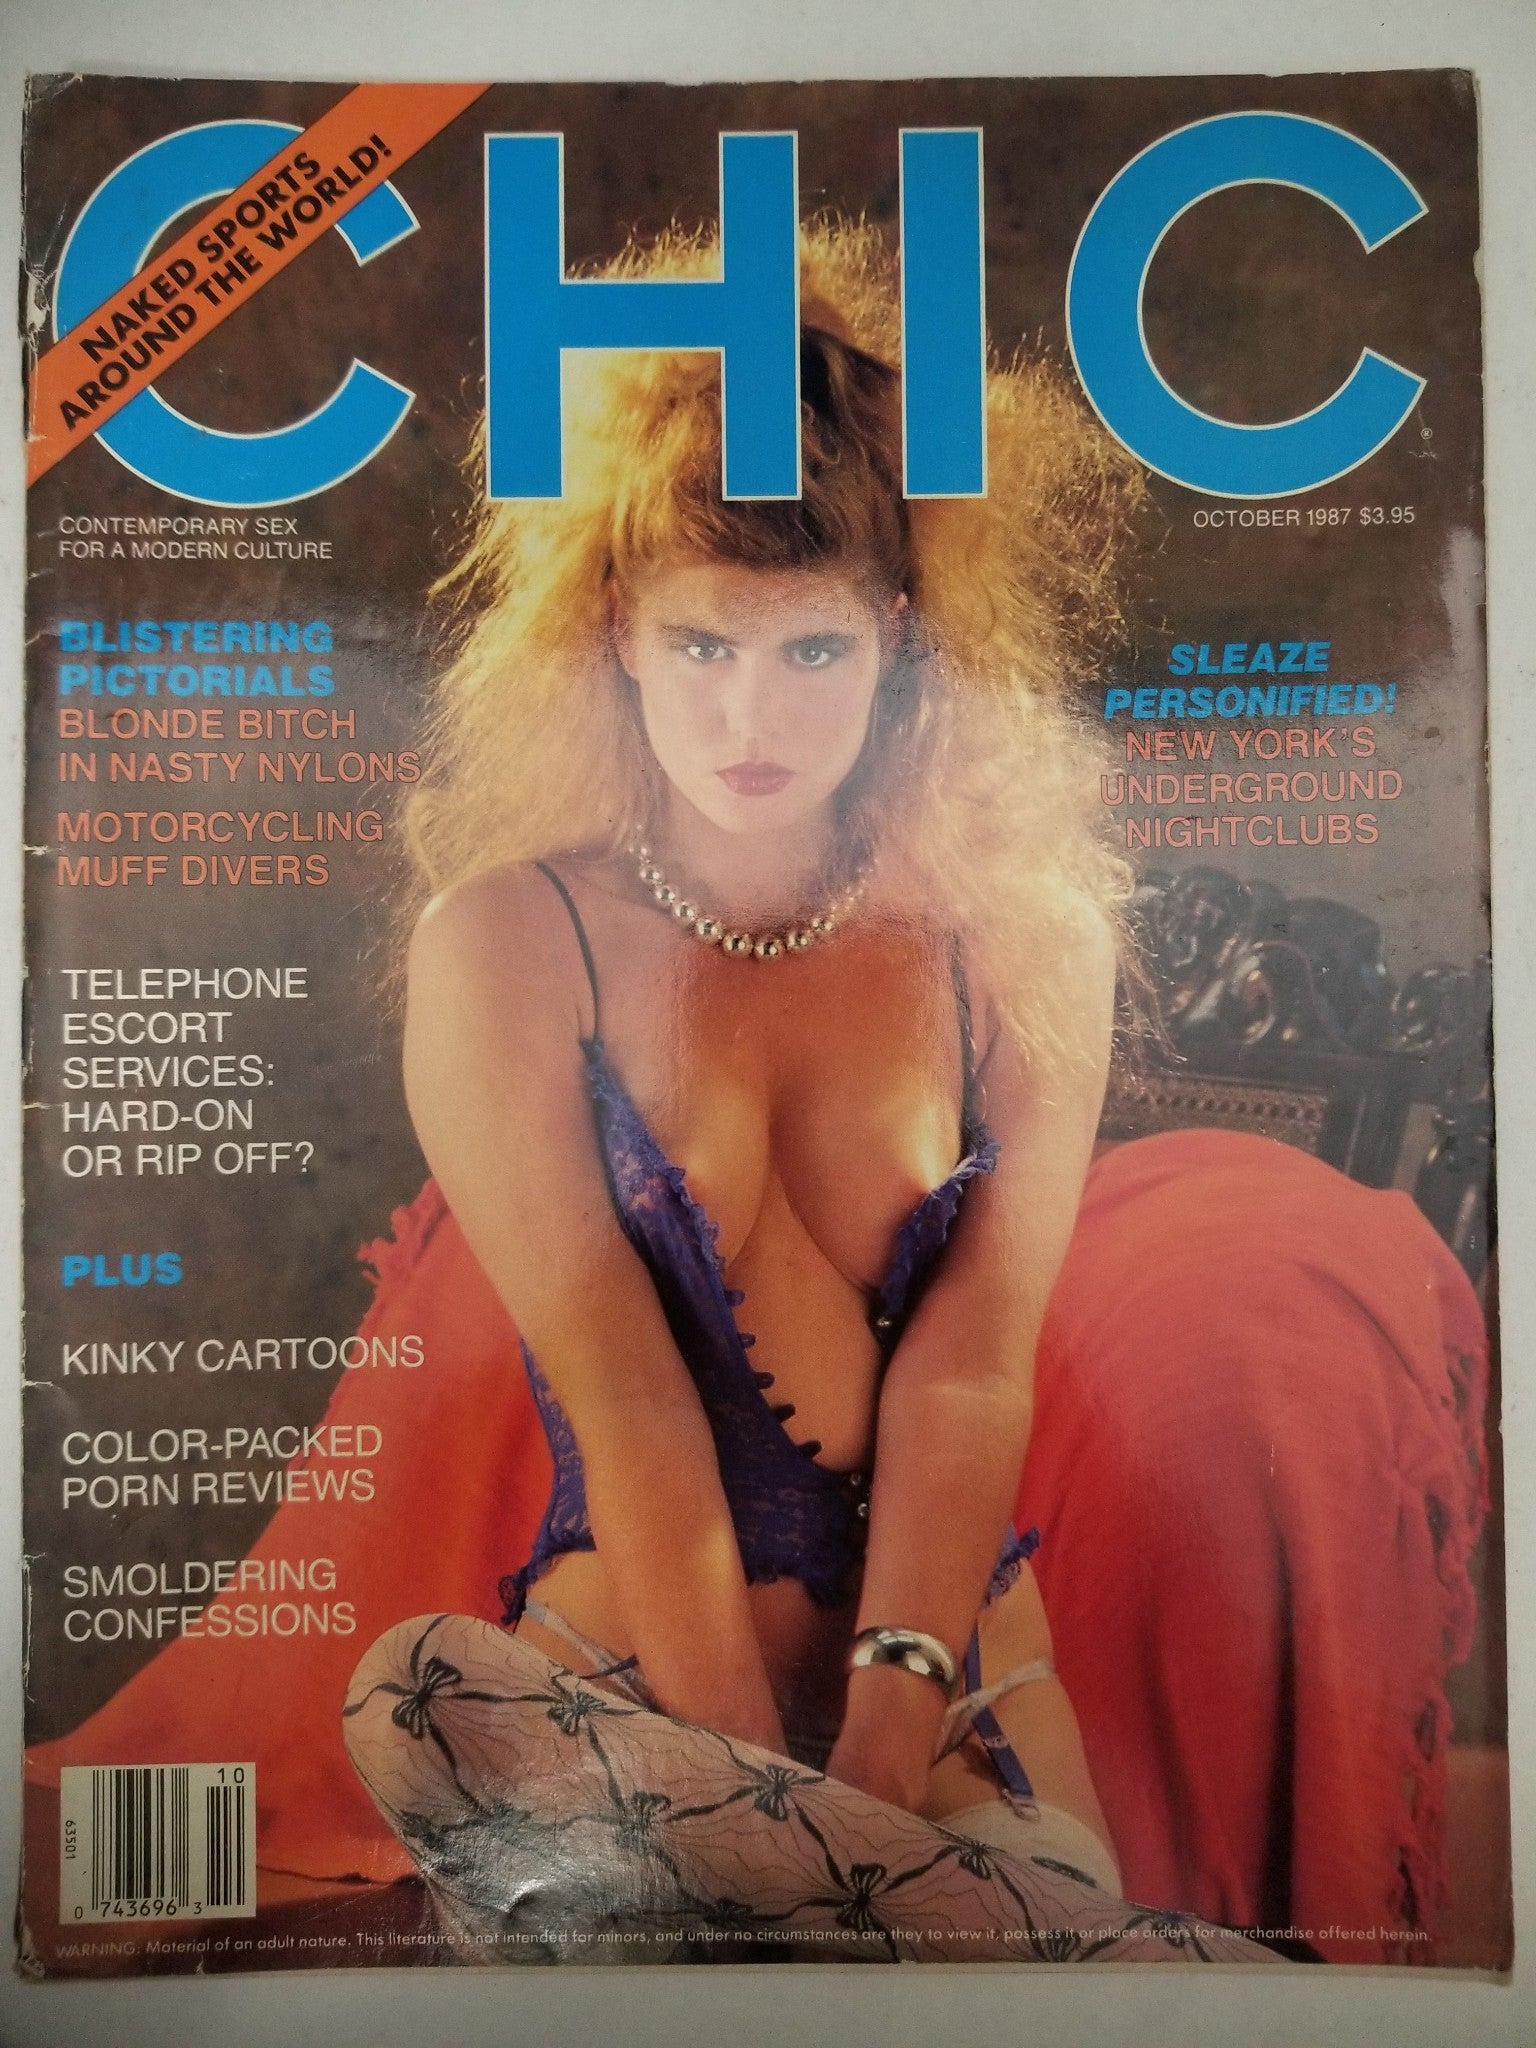 CHIC
NAKED SPORTS
AROUND THE WORLD!
CONTEMPORARY SEX
FOR A MODERN CULTURE
®
OCTOBER 1987 $3.95
BLISTERING
PICTORIALS
BLONDE BITCH
IN NASTY NYLONS
MOTORCYCLING
MUFF DIVERS
TELEPHONE
ESCORT
SERVICES:
HARD-ON
OR RIP OFF?
PLUS
KINKY CARTOONS
COLOR-PACKED
PORN REVIEWS
SMOLDERING
CONFESSIONS
SLEAZE
PERSONIFIED!
NEW YORK'S
UNDERGROUND
NIGHTCLUBS
10
63501
0 743696 3
WARNING: Material of an adult nature. This literature is not intended for minors, and under no circumstances are they to view it, possess it or place orders for merchandise offered herein.